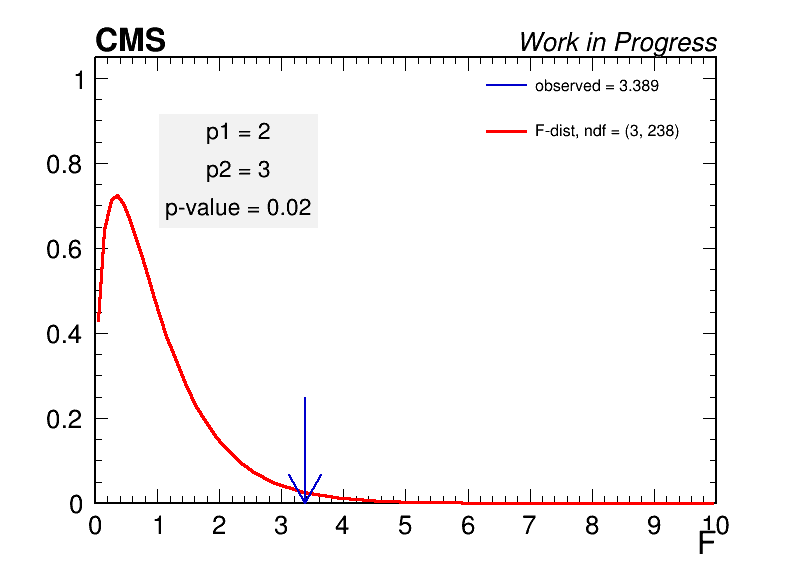 CMS Work in Progress
observed = 3.389
F-dist, ndf = (3, 238)
p1 = 2
p2 = 3
p-value = 0.02
1
0.8
0.6
0.4
0.2
0
0 1 2 3 4 5 6 7 8 9 10
F